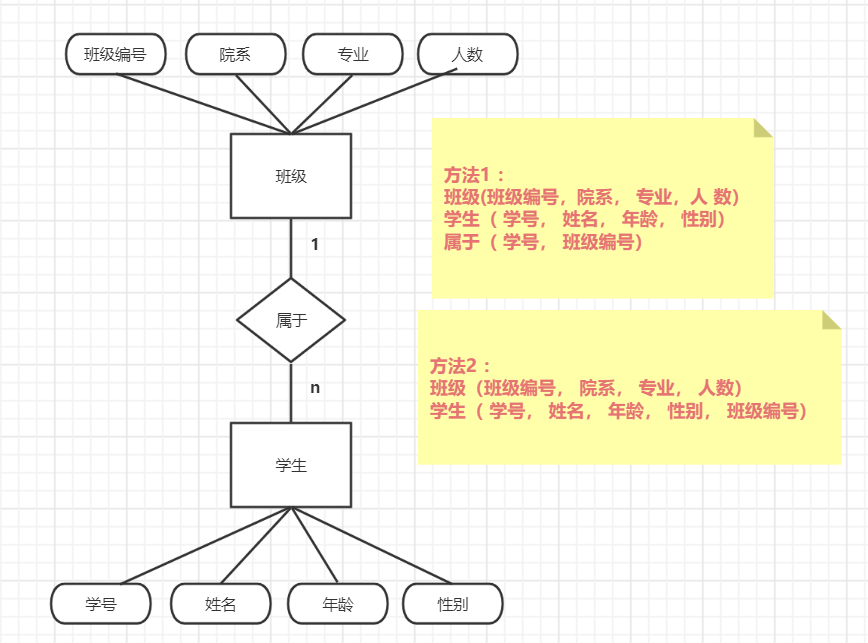 班级编号
院系
专业
人数
班级
1
属于
n
学生
学号
姓名
年龄
性别
方法1：
班级(班级编号，院系， 专业，人 数）
学生（ 学号， 姓名， 年龄， 性别）
属于（ 学号， 班级编号）
方法2：
班级（班级编号， 院系， 专业， 人数）
学生（ 学号， 姓名， 年龄， 性别， 班级编号）